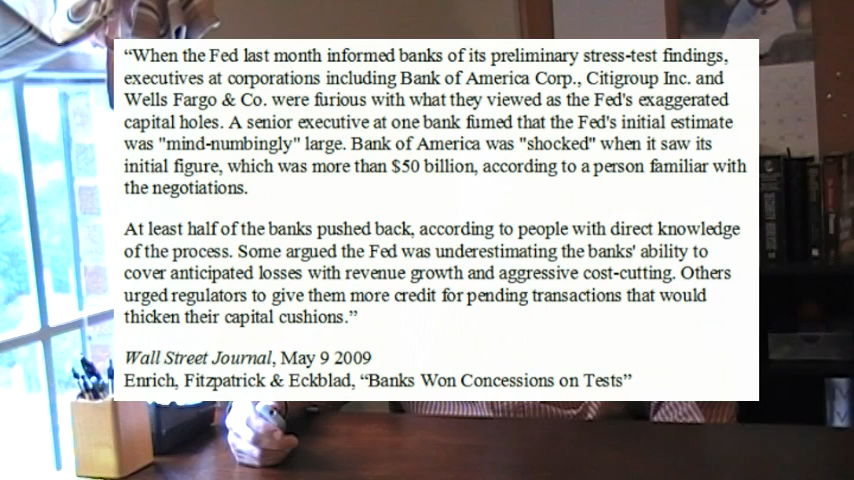 “When the Fed last month informed banks of its preliminary stress-test findings,
executives at corporations including Bank of America Corp., Citigroup Inc. and
Wells Fargo & Co. were furious with what they viewed as the Fed's exaggerated
capital holes. A senior executive at one bank fumed that the Fed's initial estimate
was "mind-numbingly" large. Bank of America was "shocked" when it saw its
initial figure, which was more than $50 billion, according to a person familiar with
the negotiations.
At least half of the banks pushed back, according to people with direct knowledge
of the process. Some argued the Fed was underestimating the banks' ability to
cover anticipated losses with revenue growth and aggressive cost-cutting. Others
urged regulators to give them more credit for pending transactions that would
thicken their capital cushions.”
Wall Street Journal, May 9 2009
Enrich, Fitzpatrick & Eckblad, “Banks Won Concessions on Tests”